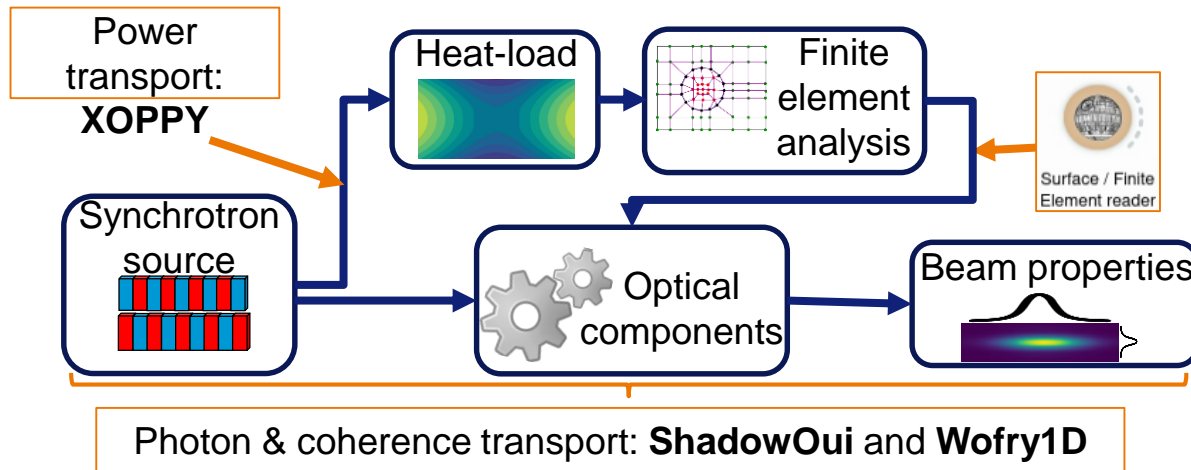 Power
transport:
XOPPY
Heat-load
Finite
element
analysis
Surface / Finite
Element reader
Synchrotron
source
Optical
components
Beam properties
Photon & coherence transport: ShadowOui and Wofry1D